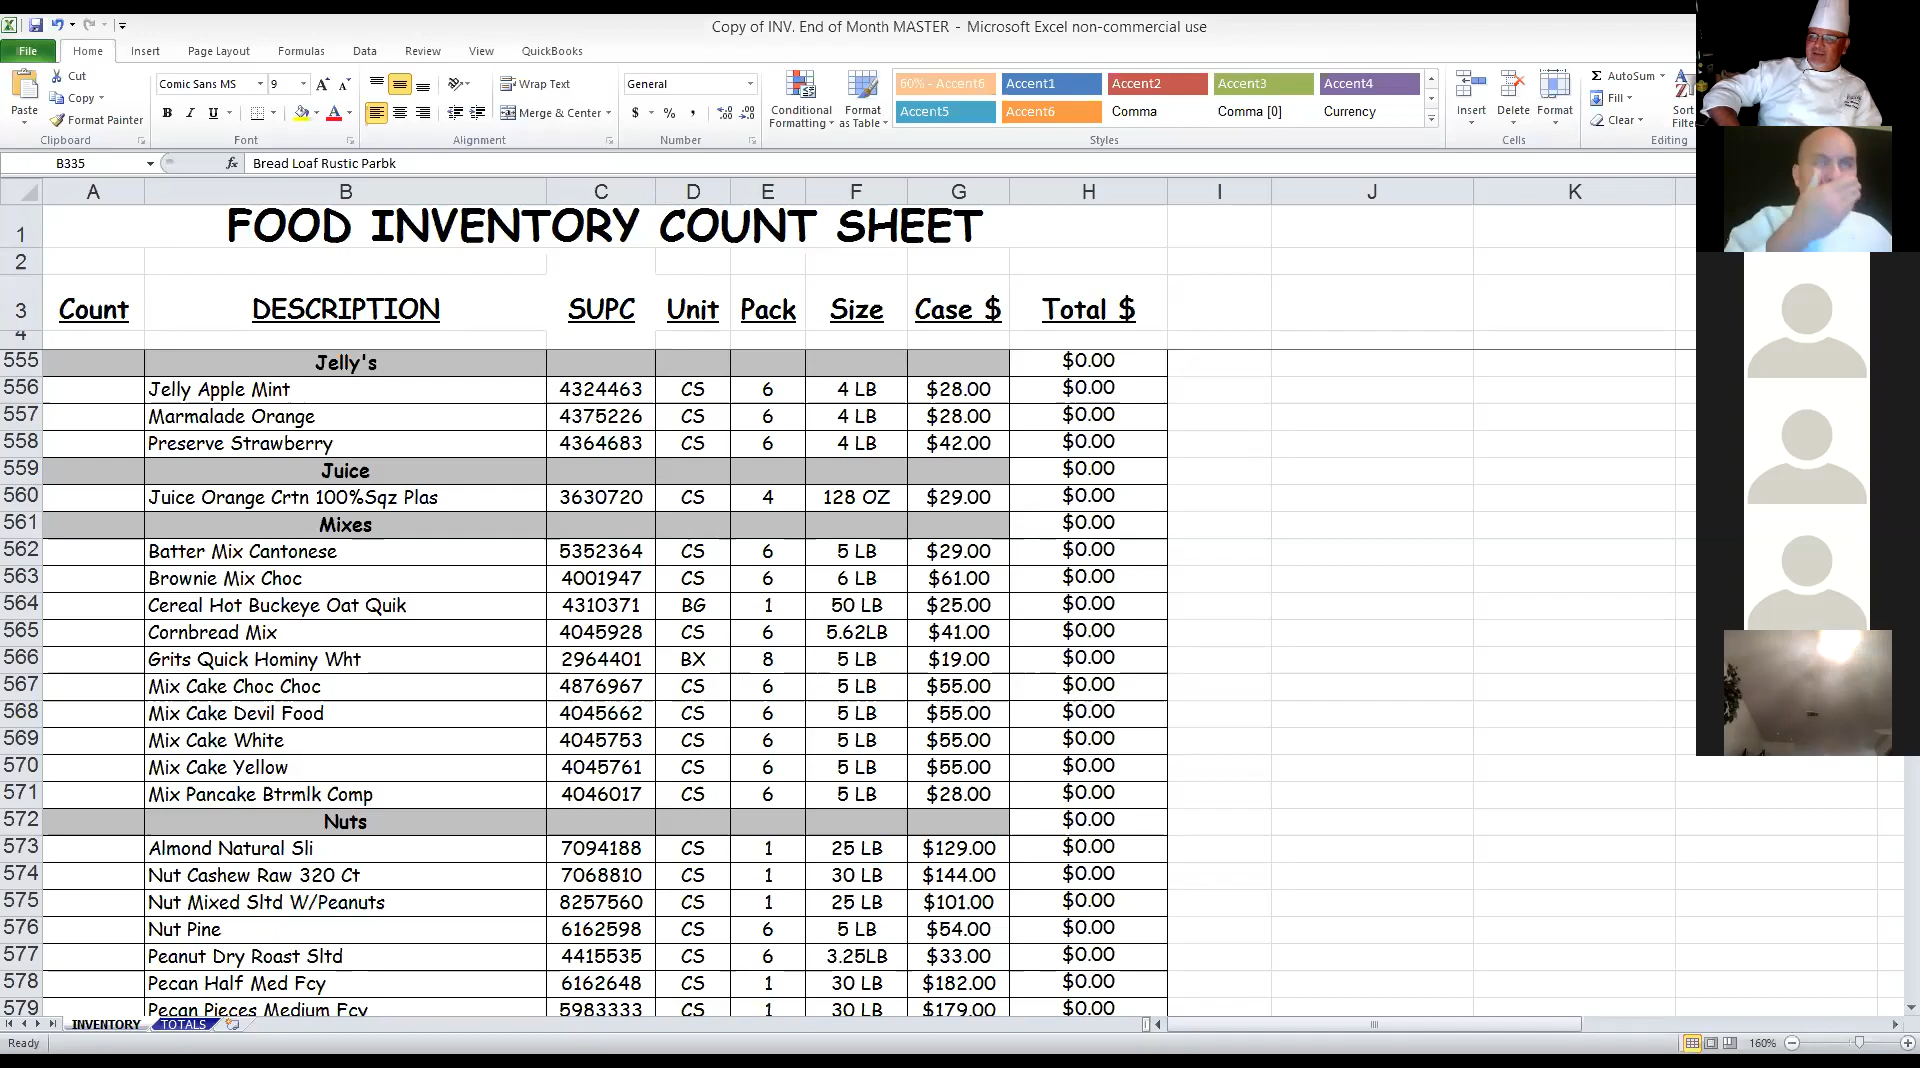 Copy of INV. End of Month MASTER - Microsoft Excel non-commercial use
File Home Insert Page Layout Formulas Data Review View QuickBooks
Paste Cut Copy Format Painter Clipboard
Comic Sans MS 9 B I U A Font
Wrap Text Merge & Center Alignment
General $ % , Number
Conditional Formatting Format as Table
60% - Accent6 Accent1 Accent2 Accent3 Accent4
Accent5 Accent6 Comma Comma [0] Currency
Styles
Insert Delete Format Cells
Σ AutoSum Fill Clear Sort Filter Editing
B335 fx Bread Loaf Rustic Parbk
A B C D E F G H I J K
1 FOOD INVENTORY COUNT SHEET
2
3 Count DESCRIPTION SUPC Unit Pack Size Case $ Total $
4
555 Jelly's $0.00
556 Jelly Apple Mint 4324463 CS 6 4 LB $28.00 $0.00
557 Marmalade Orange 4375226 CS 6 4 LB $28.00 $0.00
558 Preserve Strawberry 4364683 CS 6 4 LB $42.00 $0.00
559 Juice $0.00
560 Juice Orange Crtn 100%Sqz Plas 3630720 CS 4 128 OZ $29.00 $0.00
561 Mixes $0.00
562 Batter Mix Cantonese 5352364 CS 6 5 LB $29.00 $0.00
563 Brownie Mix Choc 4001947 CS 6 6 LB $61.00 $0.00
564 Cereal Hot Buckeye Oat Quik 4310371 BG 1 50 LB $25.00 $0.00
565 Cornbread Mix 4045928 CS 6 5.62LB $41.00 $0.00
566 Grits Quick Hominy Wht 2964401 BX 8 5 LB $19.00 $0.00
567 Mix Cake Choc Choc 4876967 CS 6 5 LB $55.00 $0.00
568 Mix Cake Devil Food 4045662 CS 6 5 LB $55.00 $0.00
569 Mix Cake White 4045753 CS 6 5 LB $55.00 $0.00
570 Mix Cake Yellow 4045761 CS 6 5 LB $55.00 $0.00
571 Mix Pancake Btrmlk Comp 4046017 CS 6 5 LB $28.00 $0.00
572 Nuts $0.00
573 Almond Natural Sli 7094188 CS 1 25 LB $129.00 $0.00
574 Nut Cashew Raw 320 Ct 7068810 CS 1 30 LB $144.00 $0.00
575 Nut Mixed Sltd W/Peanuts 8257560 CS 1 25 LB $101.00 $0.00
576 Nut Pine 6162598 CS 6 5 LB $54.00 $0.00
577 Peanut Dry Roast Sltd 4415535 CS 6 3.25LB $33.00 $0.00
578 Pecan Half Med Fcy 6162648 CS 1 30 LB $182.00 $0.00
579 Pecan Pieces Medium Fcy 5983333 CS 1 30 LB $179.00 $0.00
INVENTORY TOTALS
Ready 160%